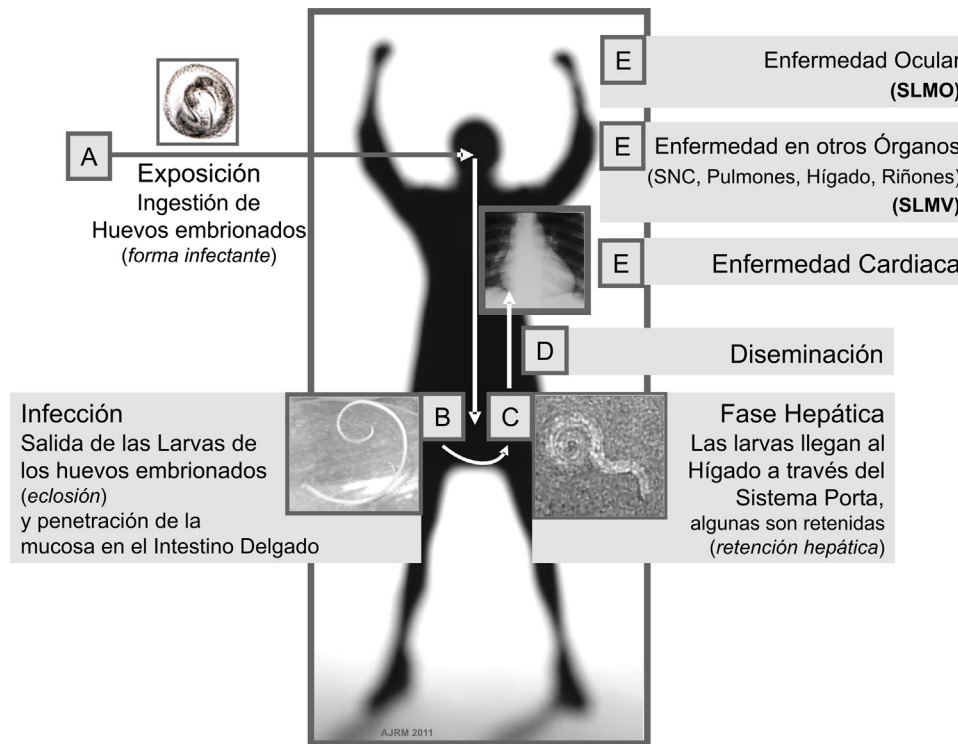 A
Exposición
Ingestión de
Huevos embrionados
(forma infectante)
E
Enfermedad Ocular
(SLMO)
E
Enfermedad en otros Órganos
(SNC, Pulmones, Hígado, Riñones)
(SLMV)
E
Enfermedad Cardiaca
D
Diseminación
Infección
Salida de las Larvas de
los huevos embrionados
(eclosión)
y penetración de la
mucosa en el Intestino Delgado
B
C
Fase Hepática
Las larvas llegan al
Hígado a través del
Sistema Porta,
algunas son retenidas
(retención hepática)
AJRM 2011